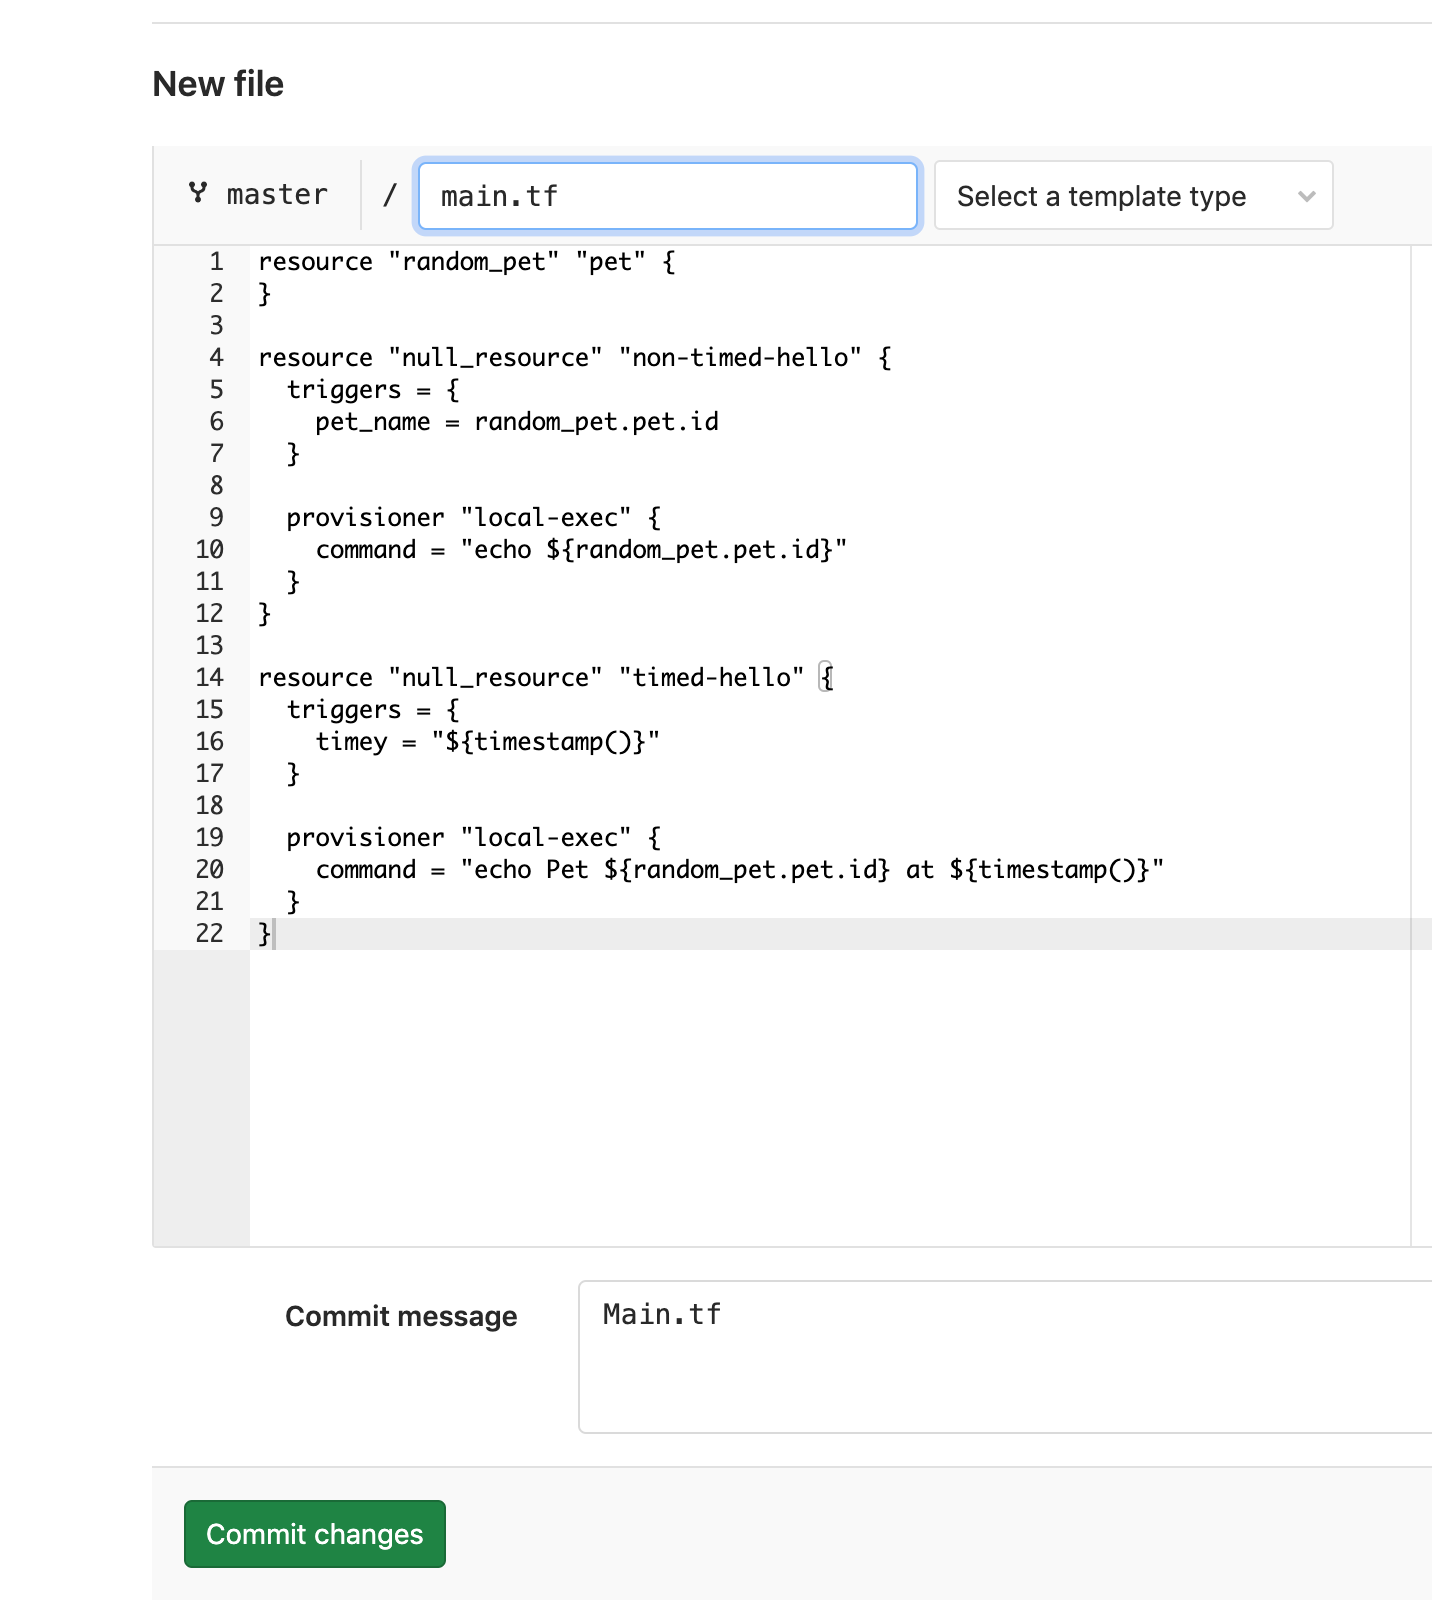 New file
master / main.tf Select a template type
1 resource "random_pet" "pet" {
2 }
3
4 resource "null_resource" "non-timed-hello" {
5   triggers = {
6     pet_name = random_pet.pet.id
7   }
8
9   provisioner "local-exec" {
10     command = "echo ${random_pet.pet.id}"
11   }
12 }
13
14 resource "null_resource" "timed-hello" {
15   triggers = {
16     timey = "${timestamp()}"
17   }
18
19   provisioner "local-exec" {
20     command = "echo Pet ${random_pet.pet.id} at ${timestamp()}"
21   }
22 }
Commit message Main.tf
Commit changes